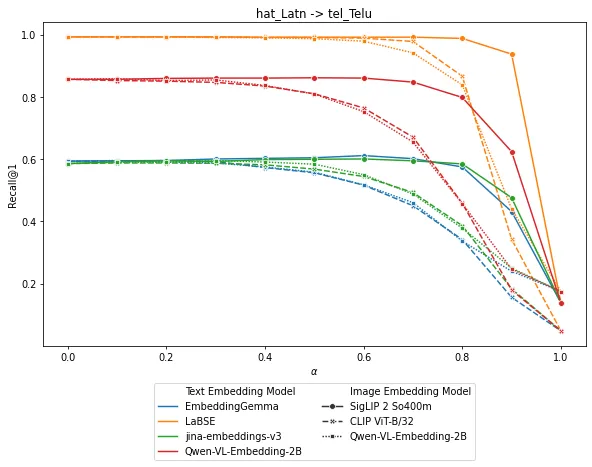 hat_Latn -> tel_Telu
1.0
0.8
0.6
0.4
0.2
Recall@1
0.0 0.2 0.4 0.6 0.8 1.0
α
Text Embedding Model Image Embedding Model
EmbeddingGemma SigLIP 2 So400m
LaBSE CLIP ViT-B/32
jina-embeddings-v3 Qwen-VL-Embedding-2B
Qwen-VL-Embedding-2B